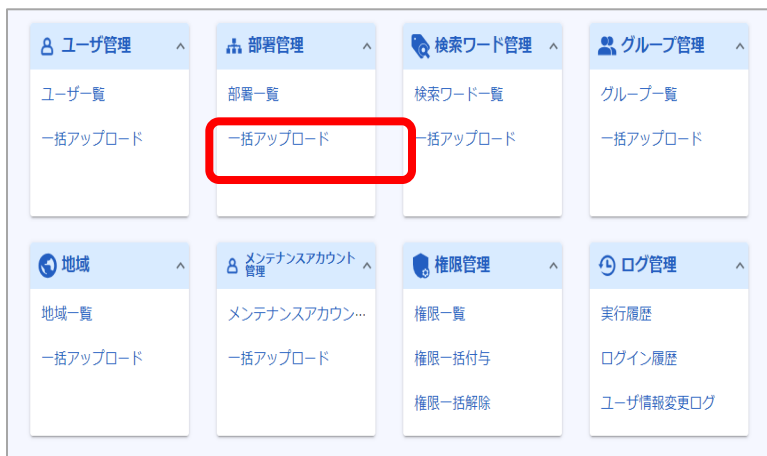 ユーザ管理
部署管理
検索ワード管理
グループ管理
ユーザ一覧
部署一覧
検索ワード一覧
グループ一覧
一括アップロード
一括アップロード
一括アップロード
一括アップロード
地域
メンテナンスアカウント
管理
権限管理
ログ管理
地域一覧
メンテナンスアカウン…
権限一覧
実行履歴
一括アップロード
一括アップロード
権限一括付与
ログイン履歴
権限一括解除
ユーザ情報変更ログ